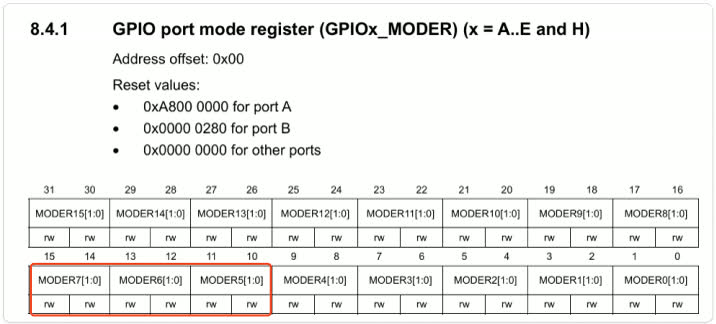 8.4.1 GPIO port mode register (GPIOx_MODER) (x = A..E and H)
Address offset: 0x00
Reset values:
• 0xA800 0000 for port A
• 0x0000 0280 for port B
• 0x0000 0000 for other ports
31 30 29 28 27 26 25 24 23 22 21 20 19 18 17 16
MODER15[1:0] MODER14[1:0] MODER13[1:0] MODER12[1:0] MODER11[1:0] MODER10[1:0] MODER9[1:0] MODER8[1:0]
rw rw rw rw rw rw rw rw rw rw rw rw rw rw rw rw
15 14 13 12 11 10 9 8 7 6 5 4 3 2 1 0
MODER7[1:0] MODER6[1:0] MODER5[1:0] MODER4[1:0] MODER3[1:0] MODER2[1:0] MODER1[1:0] MODER0[1:0]
rw rw rw rw rw rw rw rw rw rw rw rw rw rw rw rw